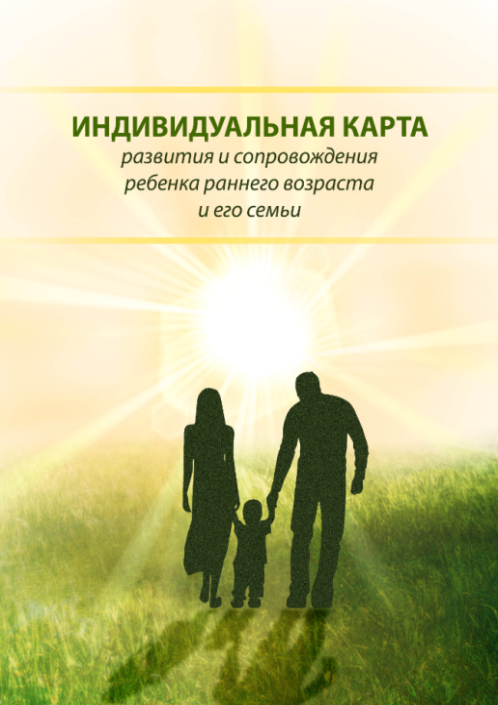 ИНДИВИДУАЛЬНАЯ КАРТА
развития и сопровождения
ребенка раннего возраста
и его семьи